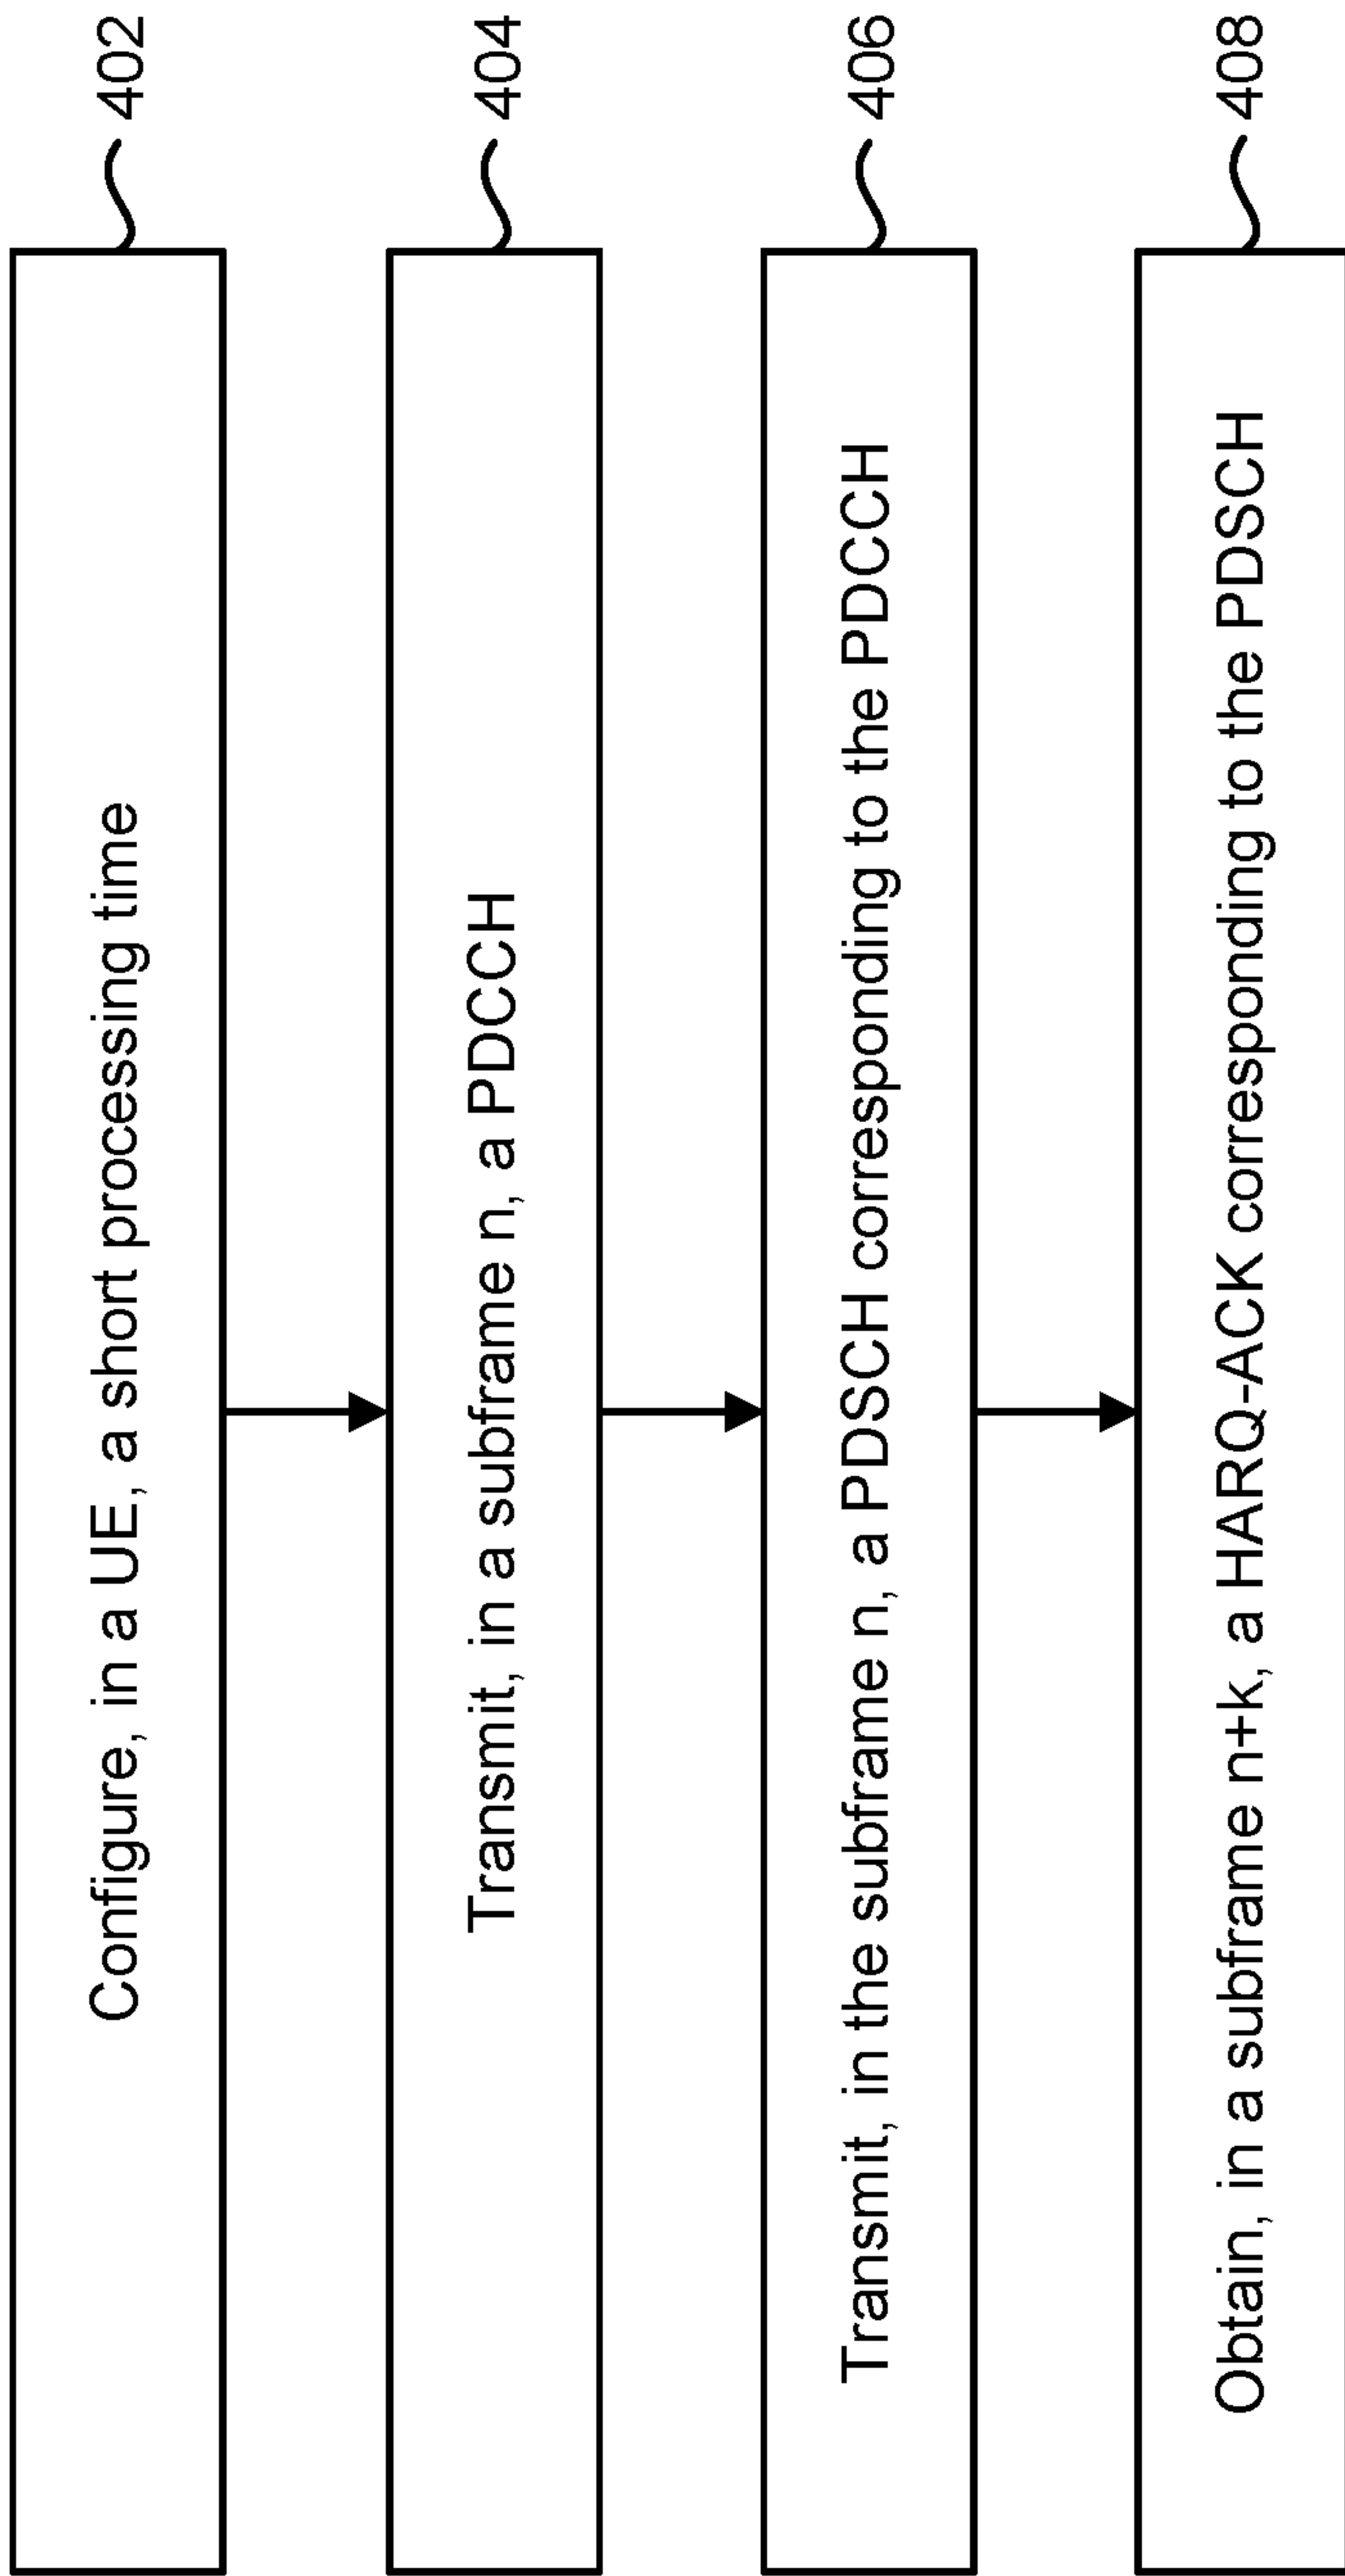 Configure, in a UE, a short processing time
402
Transmit, in a subframe n, a PDCCH
404
Transmit, in the subframe n, a PDSCH corresponding to the PDCCH
406
Obtain, in a subframe n+k, a HARQ-ACK corresponding to the PDSCH
408